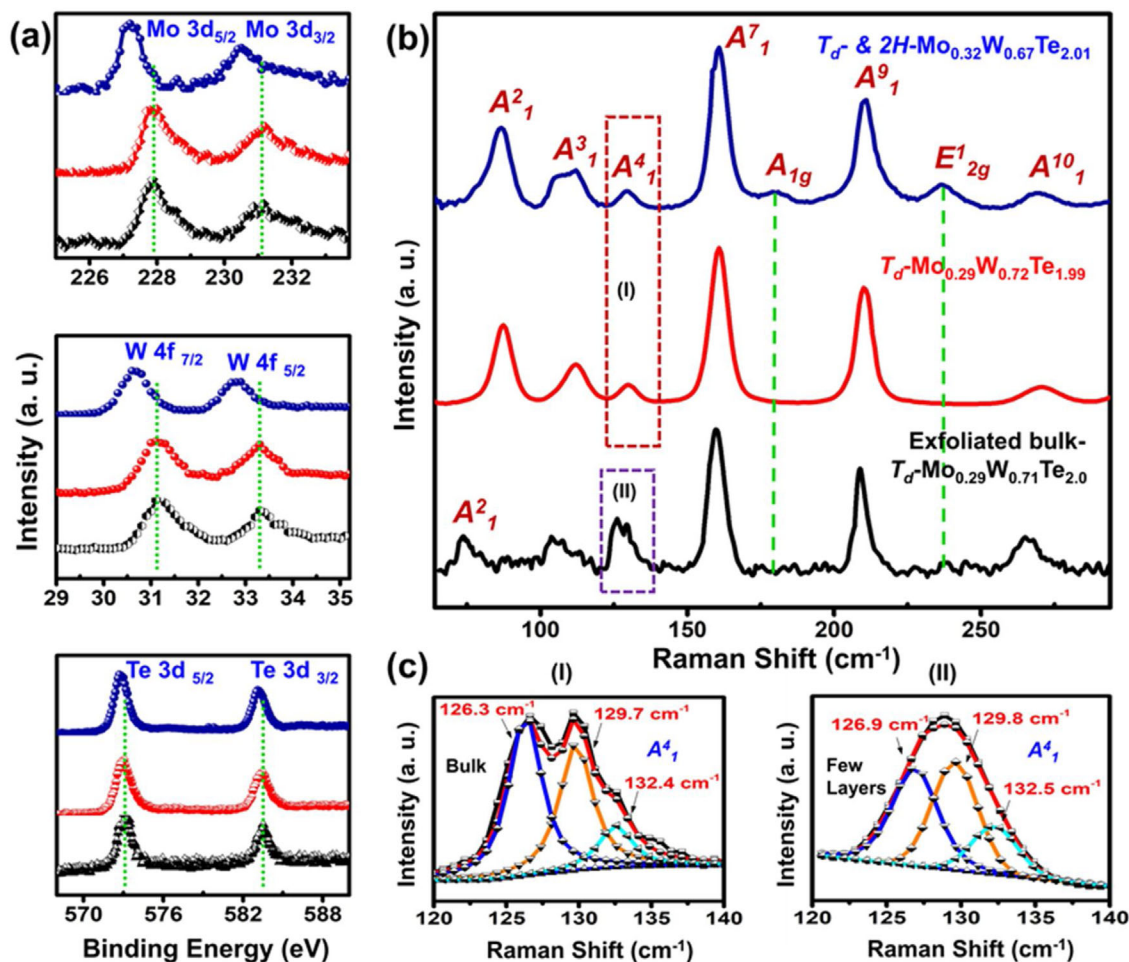 (a)
Mo 3d5/2 Mo 3d3/2
226 228 230 232
W 4f 7/2 W 4f 5/2
29 30 31 32 33 34 35
Te 3d 5/2 Te 3d 3/2
570 576 582 588
Intensity (a. u.)
Binding Energy (eV)
(b)
Td- & 2H-Mo0.32W0.67Te2.01
A²1 A³1 A⁴1 A⁷1 A1g A⁹1 E¹2g A¹⁰1
(I)
Td-Mo0.29W0.72Te1.99
Exfoliated bulk-
Td-Mo0.29W0.71Te2.0
A²1
(II)
100 150 200 250
Intensity (a. u.)
Raman Shift (cm⁻¹)
(c)
(I)
126.3 cm⁻¹ 129.7 cm⁻¹
A⁴1
Bulk
132.4 cm⁻¹
120 125 130 135 140
Intensity (a. u.)
Raman Shift (cm⁻¹)
(II)
126.9 cm⁻¹ 129.8 cm⁻¹
A⁴1
Few
Layers
132.5 cm⁻¹
120 125 130 135 140
Intensity (a. u.)
Raman Shift (cm⁻¹)